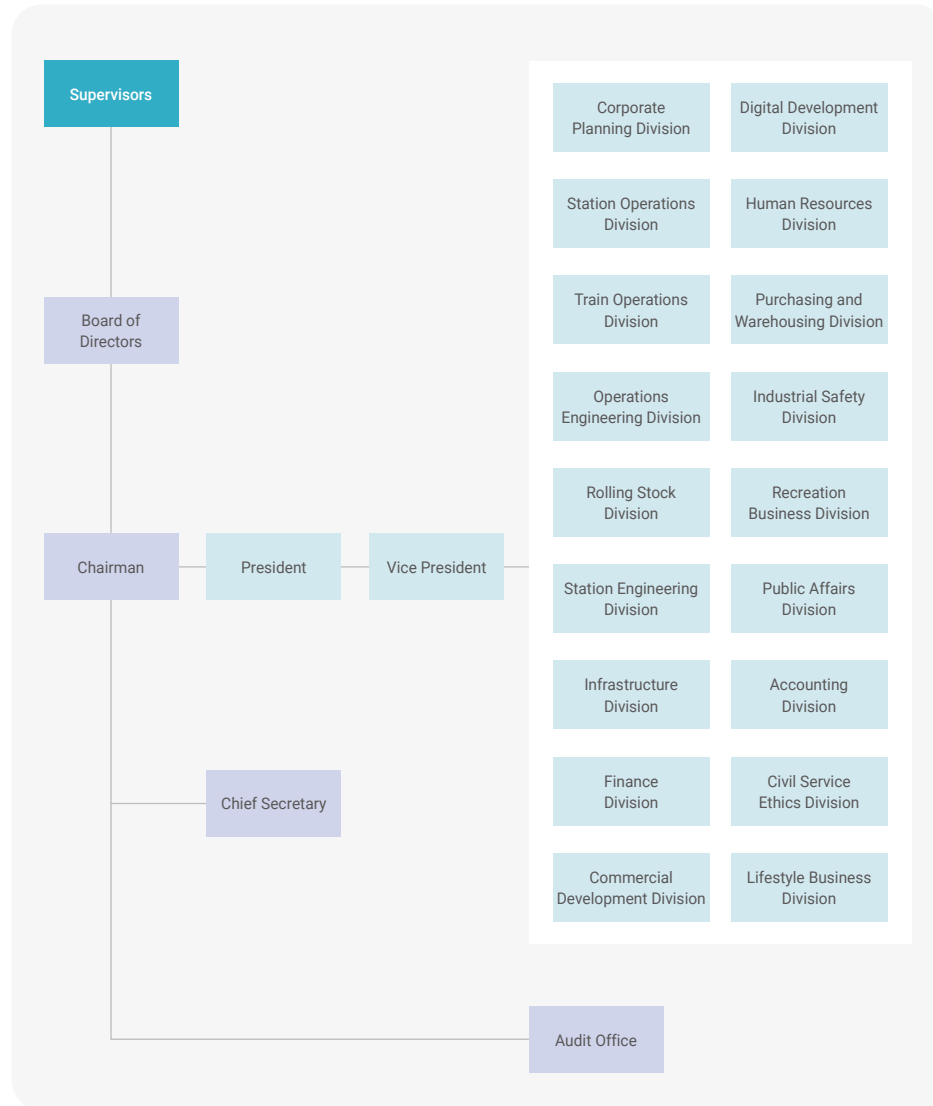 Supervisors
Board of
Directors
Chairman
President
Vice President
Chief Secretary
Audit Office
Corporate
Planning Division
Digital Development
Division
Station Operations
Division
Human Resources
Division
Train Operations
Division
Purchasing and
Warehousing Division
Operations
Engineering Division
Industrial Safety
Division
Rolling Stock
Division
Recreation
Business Division
Station Engineering
Division
Public Affairs
Division
Infrastructure
Division
Accounting
Division
Finance
Division
Civil Service
Ethics Division
Commercial
Development Division
Lifestyle Business
Division